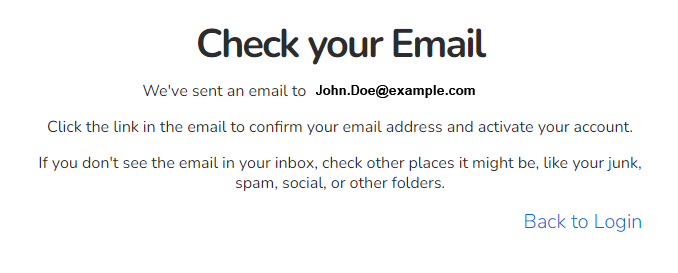 Check your Email
We've sent an email to John.Doe@example.com
Click the link in the email to confirm your email address and activate your account.
If you don't see the email in your inbox, check other places it might be, like your junk,
spam, social, or other folders.
Back to Login